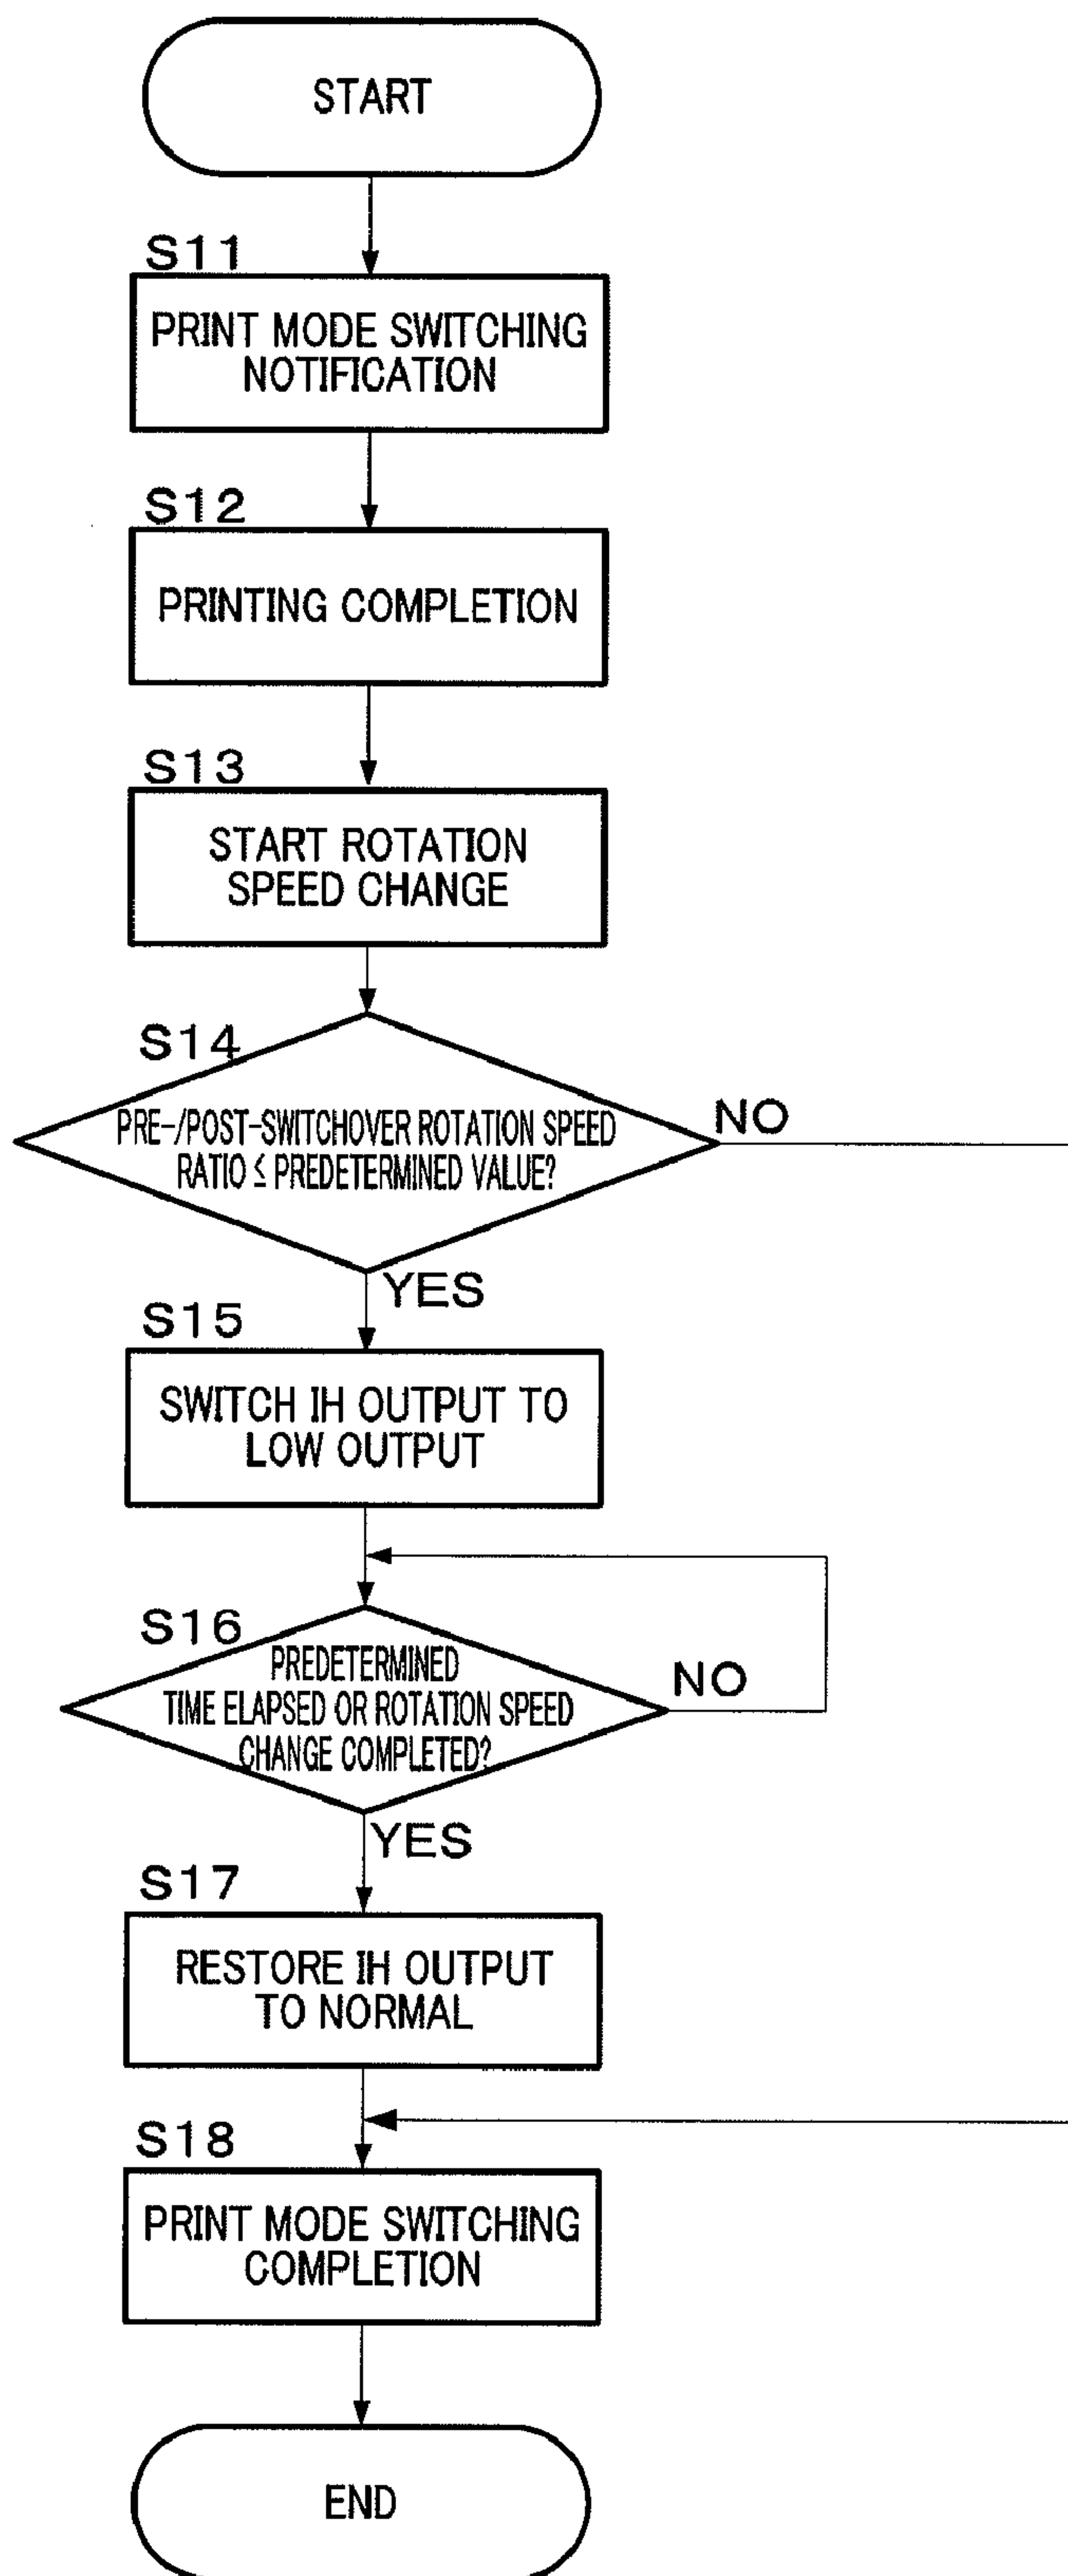 START
S11
PRINT MODE SWITCHING
NOTIFICATION
S12
PRINTING COMPLETION
S13
START ROTATION
SPEED CHANGE
S14
PRE-/POST-SWITCHOVER ROTATION SPEED
RATIO ≤ PREDETERMINED VALUE?
NO
YES
S15
SWITCH IH OUTPUT TO
LOW OUTPUT
S16
PREDETERMINED
TIME ELAPSED OR ROTATION SPEED
CHANGE COMPLETED?
NO
YES
S17
RESTORE IH OUTPUT
TO NORMAL
S18
PRINT MODE SWITCHING
COMPLETION
END